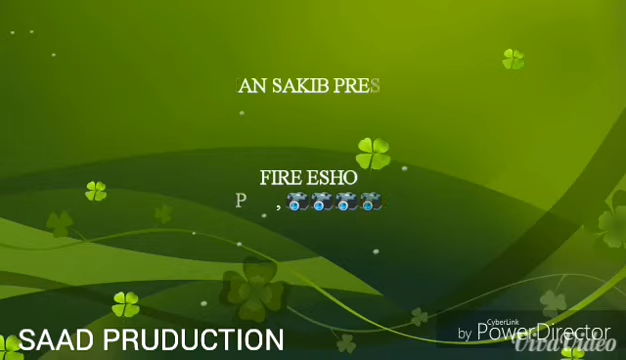 AN SAKIB PRES
FIRE ESHO
P , 📷📷📷📷
SAAD PRUDUCTION
by CyberLink PowerDirector
VivaVideo